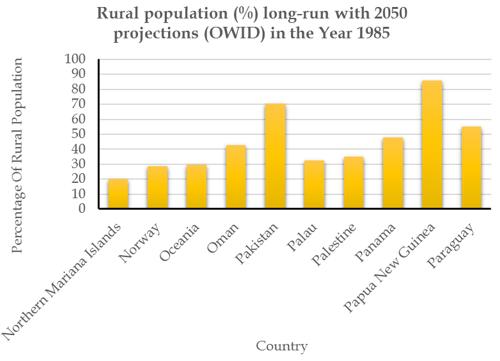 Rural population (%) long-run with 2050
projections (OWID) in the Year 1985
Percentage Of Rural Population
100
90
80
70
60
50
40
30
20
10
0
Northern Mariana Islands
Norway
Oceania
Oman
Pakistan
Palau
Palestine
Panama
Papua New Guinea
Paraguay
Country